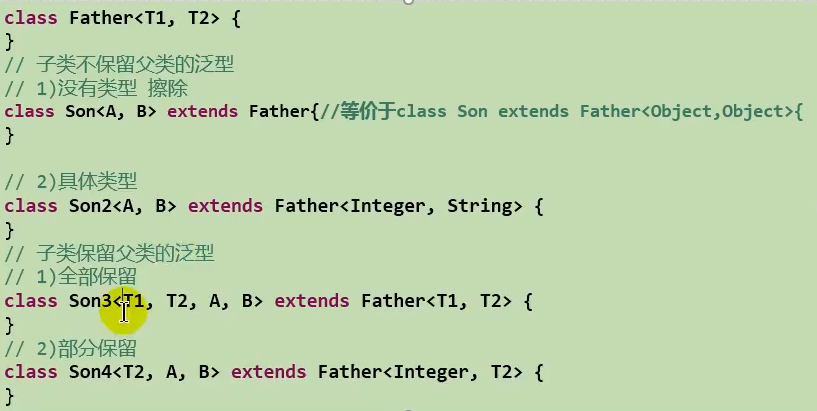 class Father<T1, T2> {
}
// 子类不保留父类的泛型
// 1)没有类型 擦除
class Son<A, B> extends Father{//等价于class Son extends Father<Object,Object>{
}
// 2)具体类型
class Son2<A, B> extends Father<Integer, String> {
}
// 子类保留父类的泛型
// 1)全部保留
class Son3<T1, T2, A, B> extends Father<T1, T2> {
}
// 2)部分保留
class Son4<T2, A, B> extends Father<Integer, T2> {
}